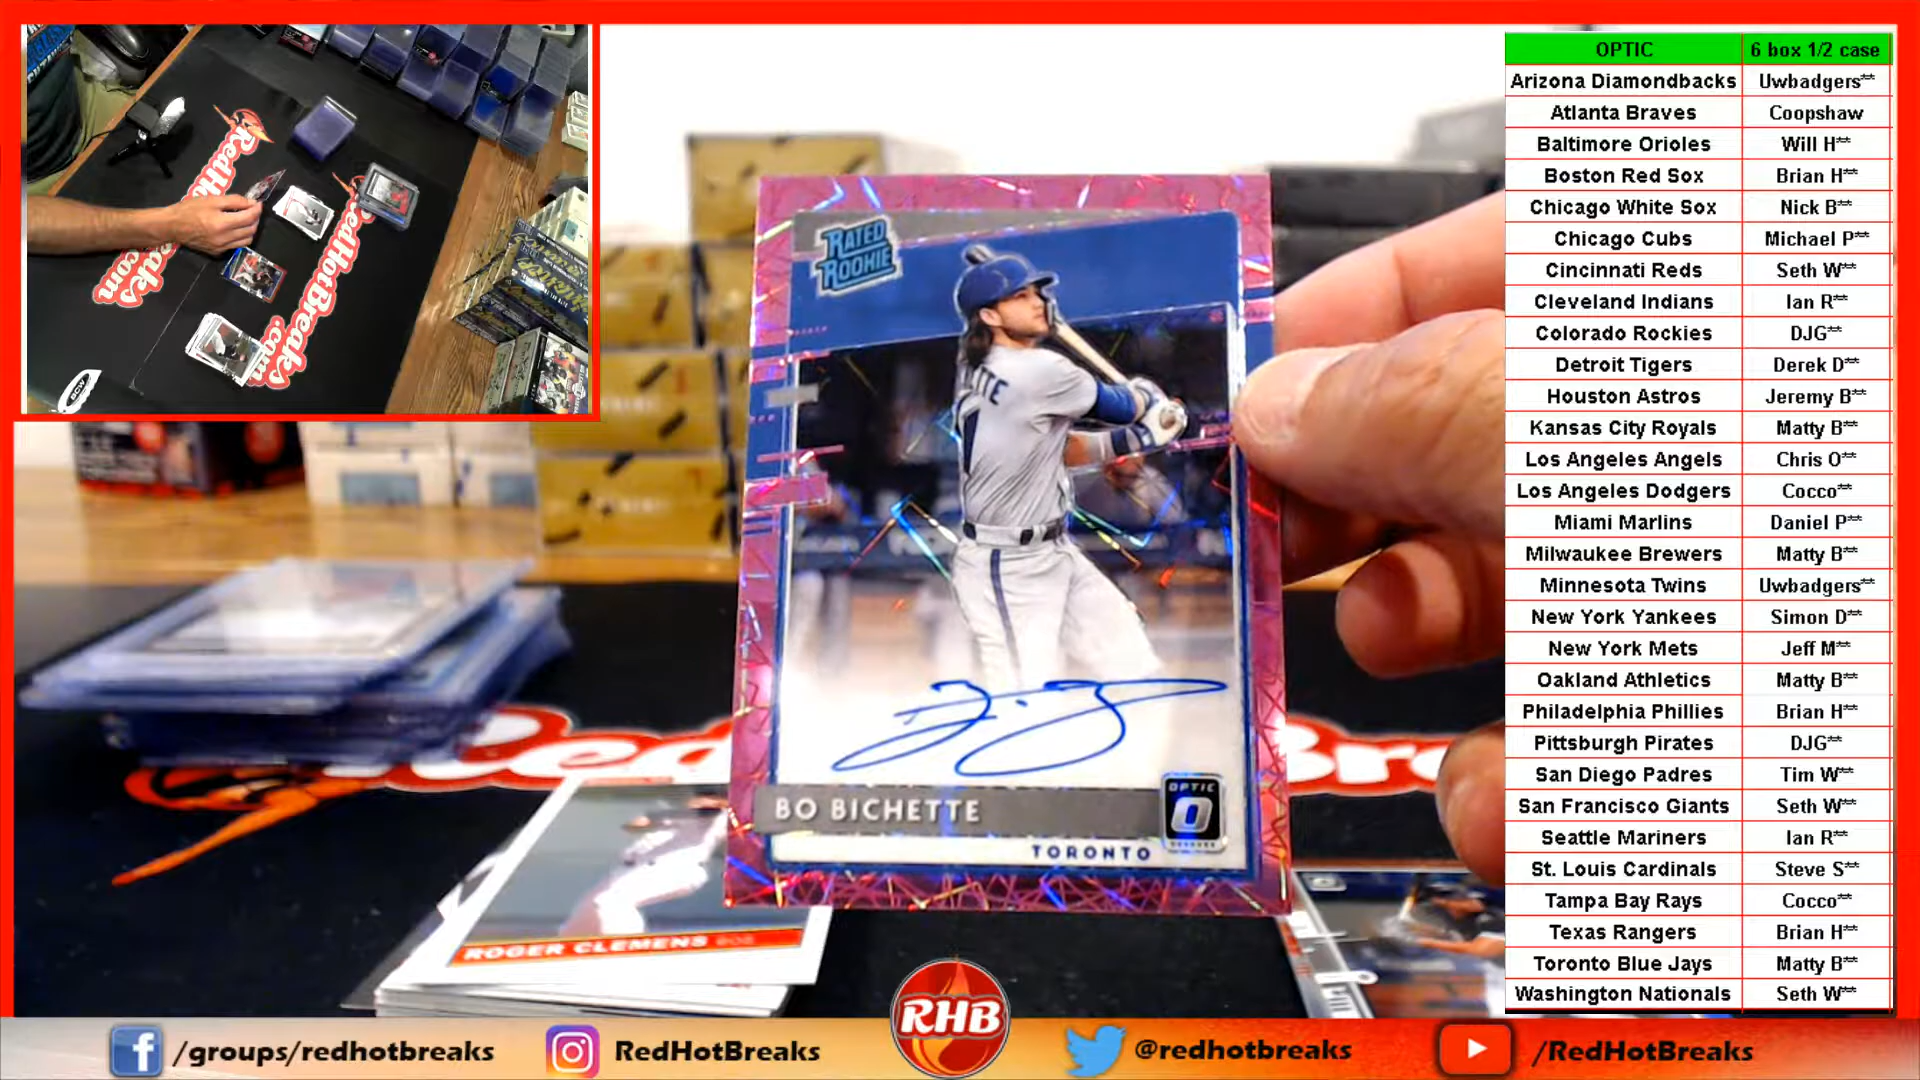 OPTIC 6 box 1/2 case
Arizona Diamondbacks Uwbadgers**
Atlanta Braves Coopshaw
Baltimore Orioles Will H**
Boston Red Sox Brian H**
Chicago White Sox Nick B**
Chicago Cubs Michael P**
Cincinnati Reds Seth W**
Cleveland Indians Ian R**
Colorado Rockies DJG**
Detroit Tigers Derek D**
Houston Astros Jeremy B**
Kansas City Royals Matty B**
Los Angeles Angels Chris O**
Los Angeles Dodgers Cocco**
Miami Marlins Daniel P**
Milwaukee Brewers Matty B**
Minnesota Twins Uwbadgers**
New York Yankees Simon D**
New York Mets Jeff M**
Oakland Athletics Matty B**
Philadelphia Phillies Brian H**
Pittsburgh Pirates DJG**
San Diego Padres Tim W**
San Francisco Giants Seth W**
Seattle Mariners Ian R**
St. Louis Cardinals Steve S**
Tampa Bay Rays Cocco**
Texas Rangers Brian H**
Toronto Blue Jays Matty B**
Washington Nationals Seth W**
RedHotBreaks
.com
RATED
ROOKIE
BO BICHETTE
OPTIC
TORONTO
ROGER CLEMENS
RHB
/groups/redhotbreaks
RedHotBreaks
@redhotbreaks
/RedHotBreaks